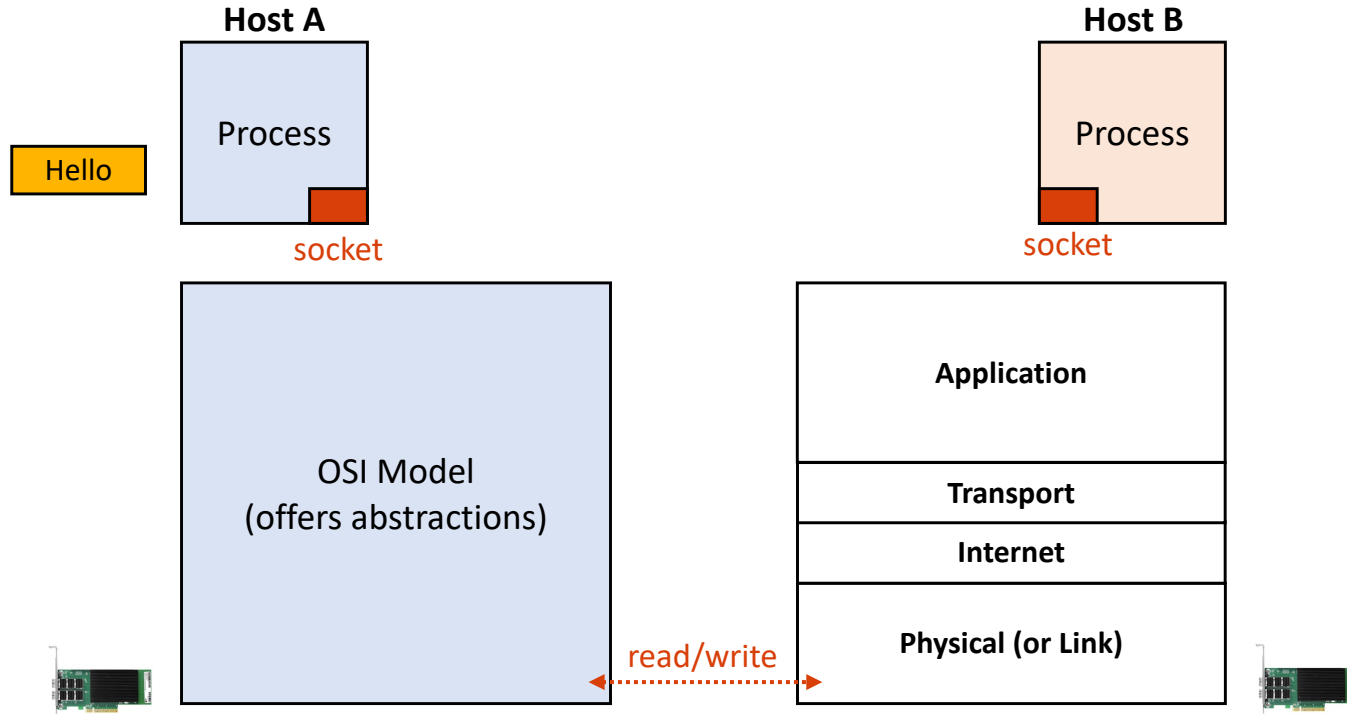 Host A
Host B
Process
Process
Hello
socket
socket
OSI Model
(offers abstractions)
Application
Transport
Internet
Physical (or Link)
read/write